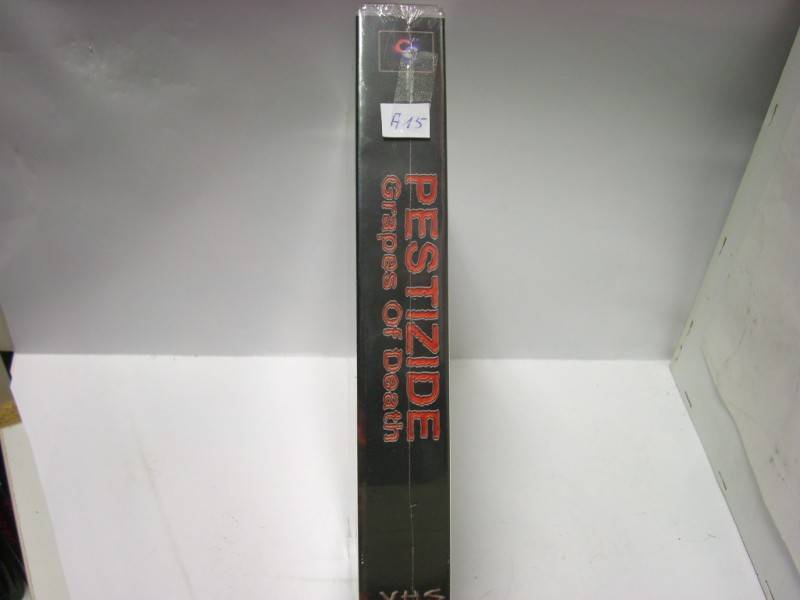 A15
PESTIZIDE
Grapes Of Death
VHS